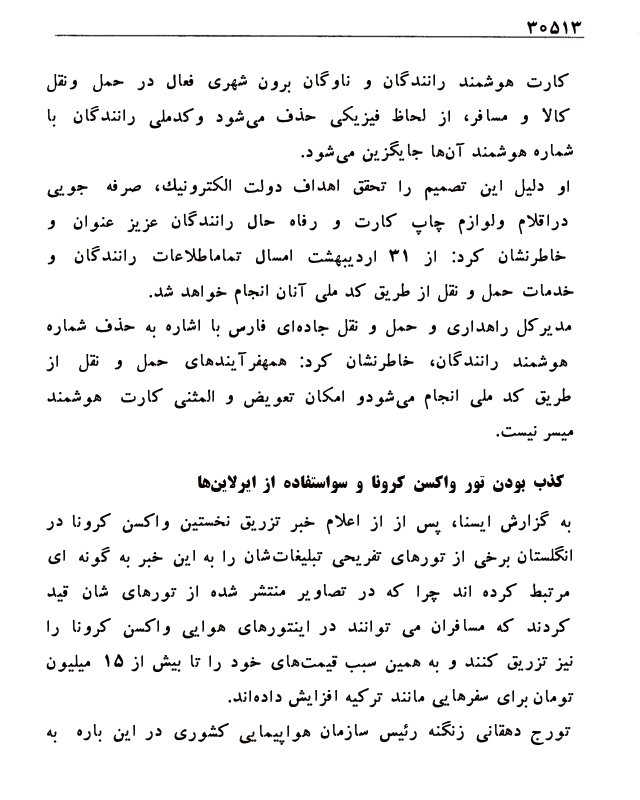 ۳۰۵۱۳
کارت هوشمند رانندگان و ناوگان برون شهری فعال در حمل ونقل
کالا و مسافر، از لحاظ فیزیکی حذف می‌شود وکدملی رانندگان با
شماره هوشمند آن‌ها جایگزین می‌شود.
او دلیل این تصمیم را تحقق اهداف دولت الکترونیك، صرفه جویی
دراقلام ولوازم چاپ کارت و رفاه حال رانندگان عزیز عنوان و
خاطرنشان کرد: از ۳۱ اردیبهشت امسال تماماطلاعات رانندگان و
خدمات حمل و نقل از طریق کد ملی آنان انجام خواهد شد.
مدیرکل راهداری و حمل و نقل جاده‌ای فارس با اشاره به حذف شماره
هوشمند رانندگان، خاطرنشان کرد: همهفرآیندهای حمل و نقل از
طریق کد ملی انجام می‌شودو امکان تعویض و المثنی کارت هوشمند
میسر نیست.
کذب بودن تور واکسن کرونا و سواستفاده از ایرلاین‌ها
به گزارش ایسنا، پس از از اعلام خبر تزریق نخستین واکسن کرونا در
انگلستان برخی از تورهای تفریحی تبلیغات‌شان را به این خبر به گونه ای
مرتبط کرده اند چرا که در تصاویر منتشر شده از تورهای شان قید
کردند که مسافران می توانند در اینتورهای هوایی واکسن کرونا را
نیز تزریق کنند و به همین سبب قیمت‌های خود را تا بیش از ۱۵ میلیون
تومان برای سفرهایی مانند ترکیه افزایش داده‌اند.
تورج دهقانی زنگنه رئیس سازمان هواپیمایی کشوری در این باره به